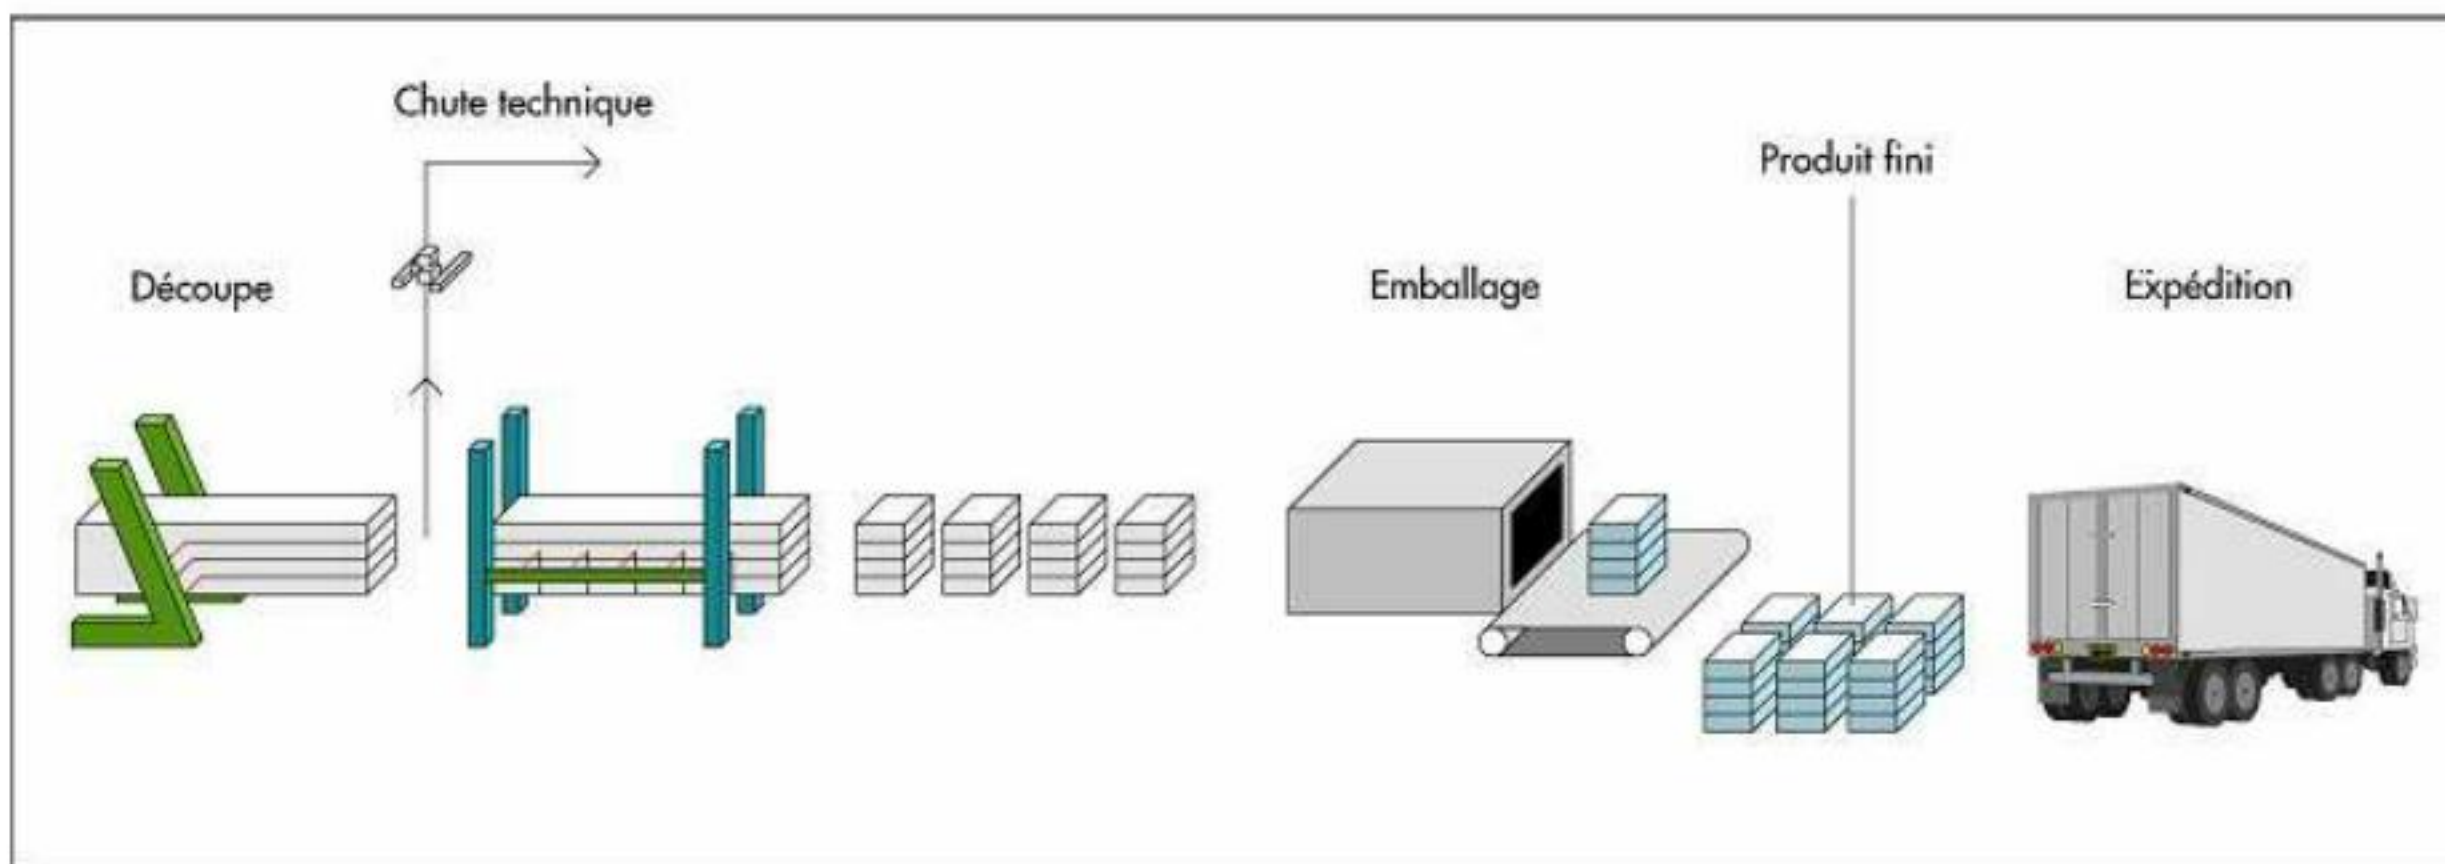 Chute technique
Produit fini
Découpe
Emballage
Expédition